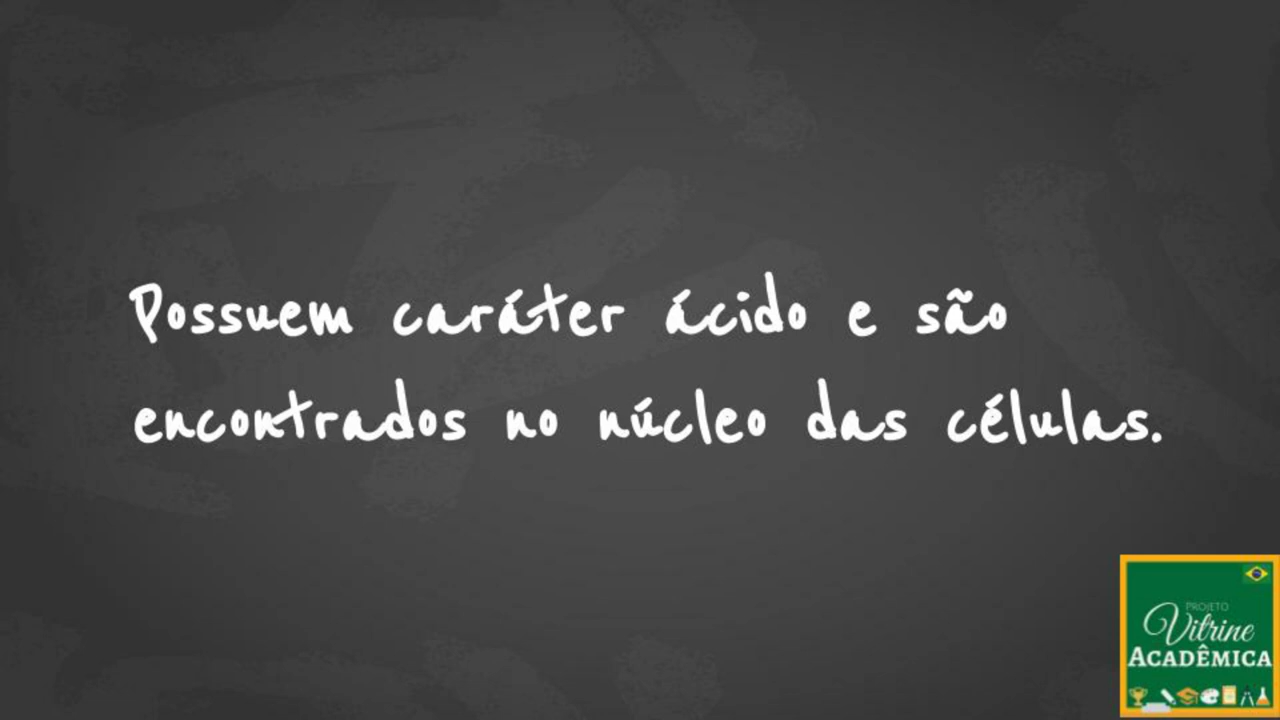 Possuem caráter ácido e são
encontrados no núcleo das células.
PROJETO
Vitrine
ACADÊMICA